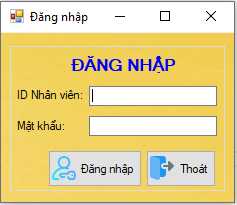 Đăng nhập
ĐĂNG NHẬP
ID Nhân viên:
Mật khẩu:
Đăng nhập Thoát